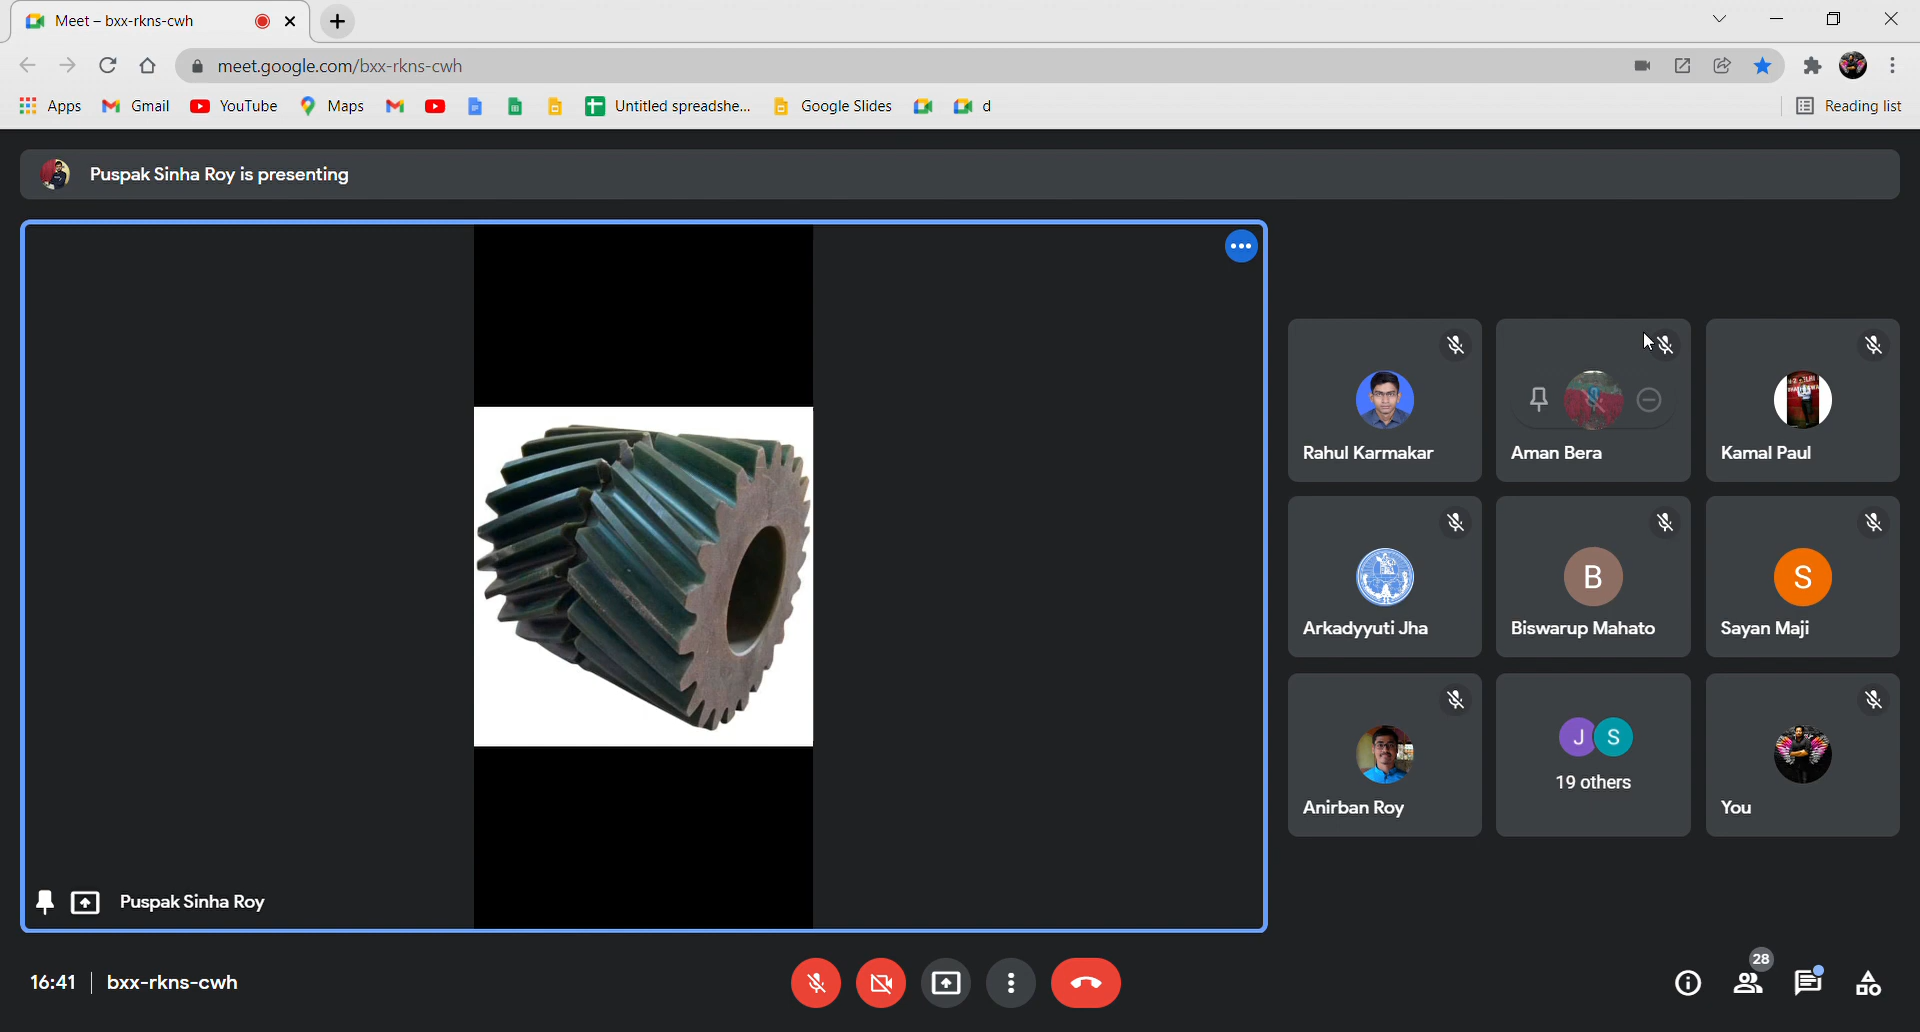 Meet – bxx-rkns-cwh
meet.google.com/bxx-rkns-cwh
Apps
Gmail
YouTube
Maps
Untitled spreadshe...
Google Slides
d
Reading list
Puspak Sinha Roy is presenting
Rahul Karmakar
Aman Bera
Kamal Paul
Arkadyyuti Jha
B
Biswarup Mahato
S
Sayan Maji
Anirban Roy
J
S
19 others
You
Puspak Sinha Roy
16:41
bxx-rkns-cwh
28